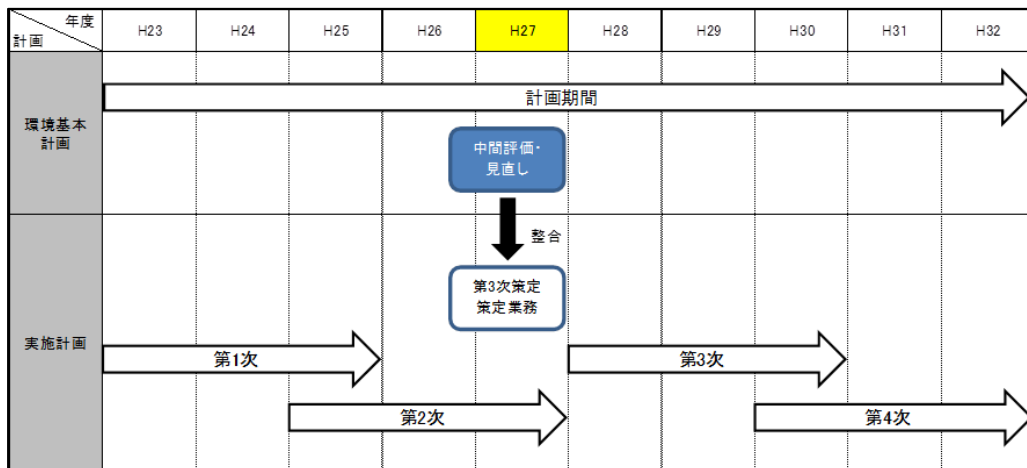 年度
計画
H23
H24
H25
H26
H27
H28
H29
H30
H31
H32
環境基本
計画
計画期間
中間評価・
見直し
整合
第3次策定
策定業務
実施計画
第1次
第3次
第2次
第4次